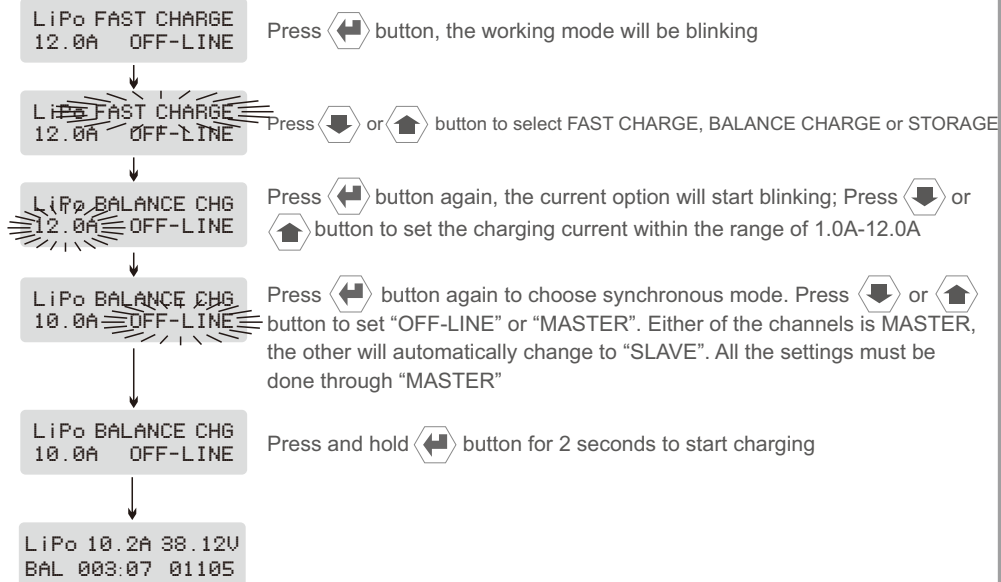 LiPo FAST CHARGE
12.0A OFF-LINE
Press button, the working mode will be blinking
LiPo FAST CHARGE
12.0A OFF-LINE
Press or button to select FAST CHARGE, BALANCE CHARGE or STORAGE
LiPo BALANCE CHG
12.0A OFF-LINE
Press button again, the current option will start blinking; Press or
button to set the charging current within the range of 1.0A-12.0A
LiPo BALANCE CHG
10.0A OFF-LINE
Press button again to choose synchronous mode. Press or
button to set “OFF-LINE” or “MASTER”. Either of the channels is MASTER,
the other will automatically change to “SLAVE”. All the settings must be
done through “MASTER”
LiPo BALANCE CHG
10.0A OFF-LINE
Press and hold button for 2 seconds to start charging
LiPo 10.2A 38.12V
BAL 003:07 01105